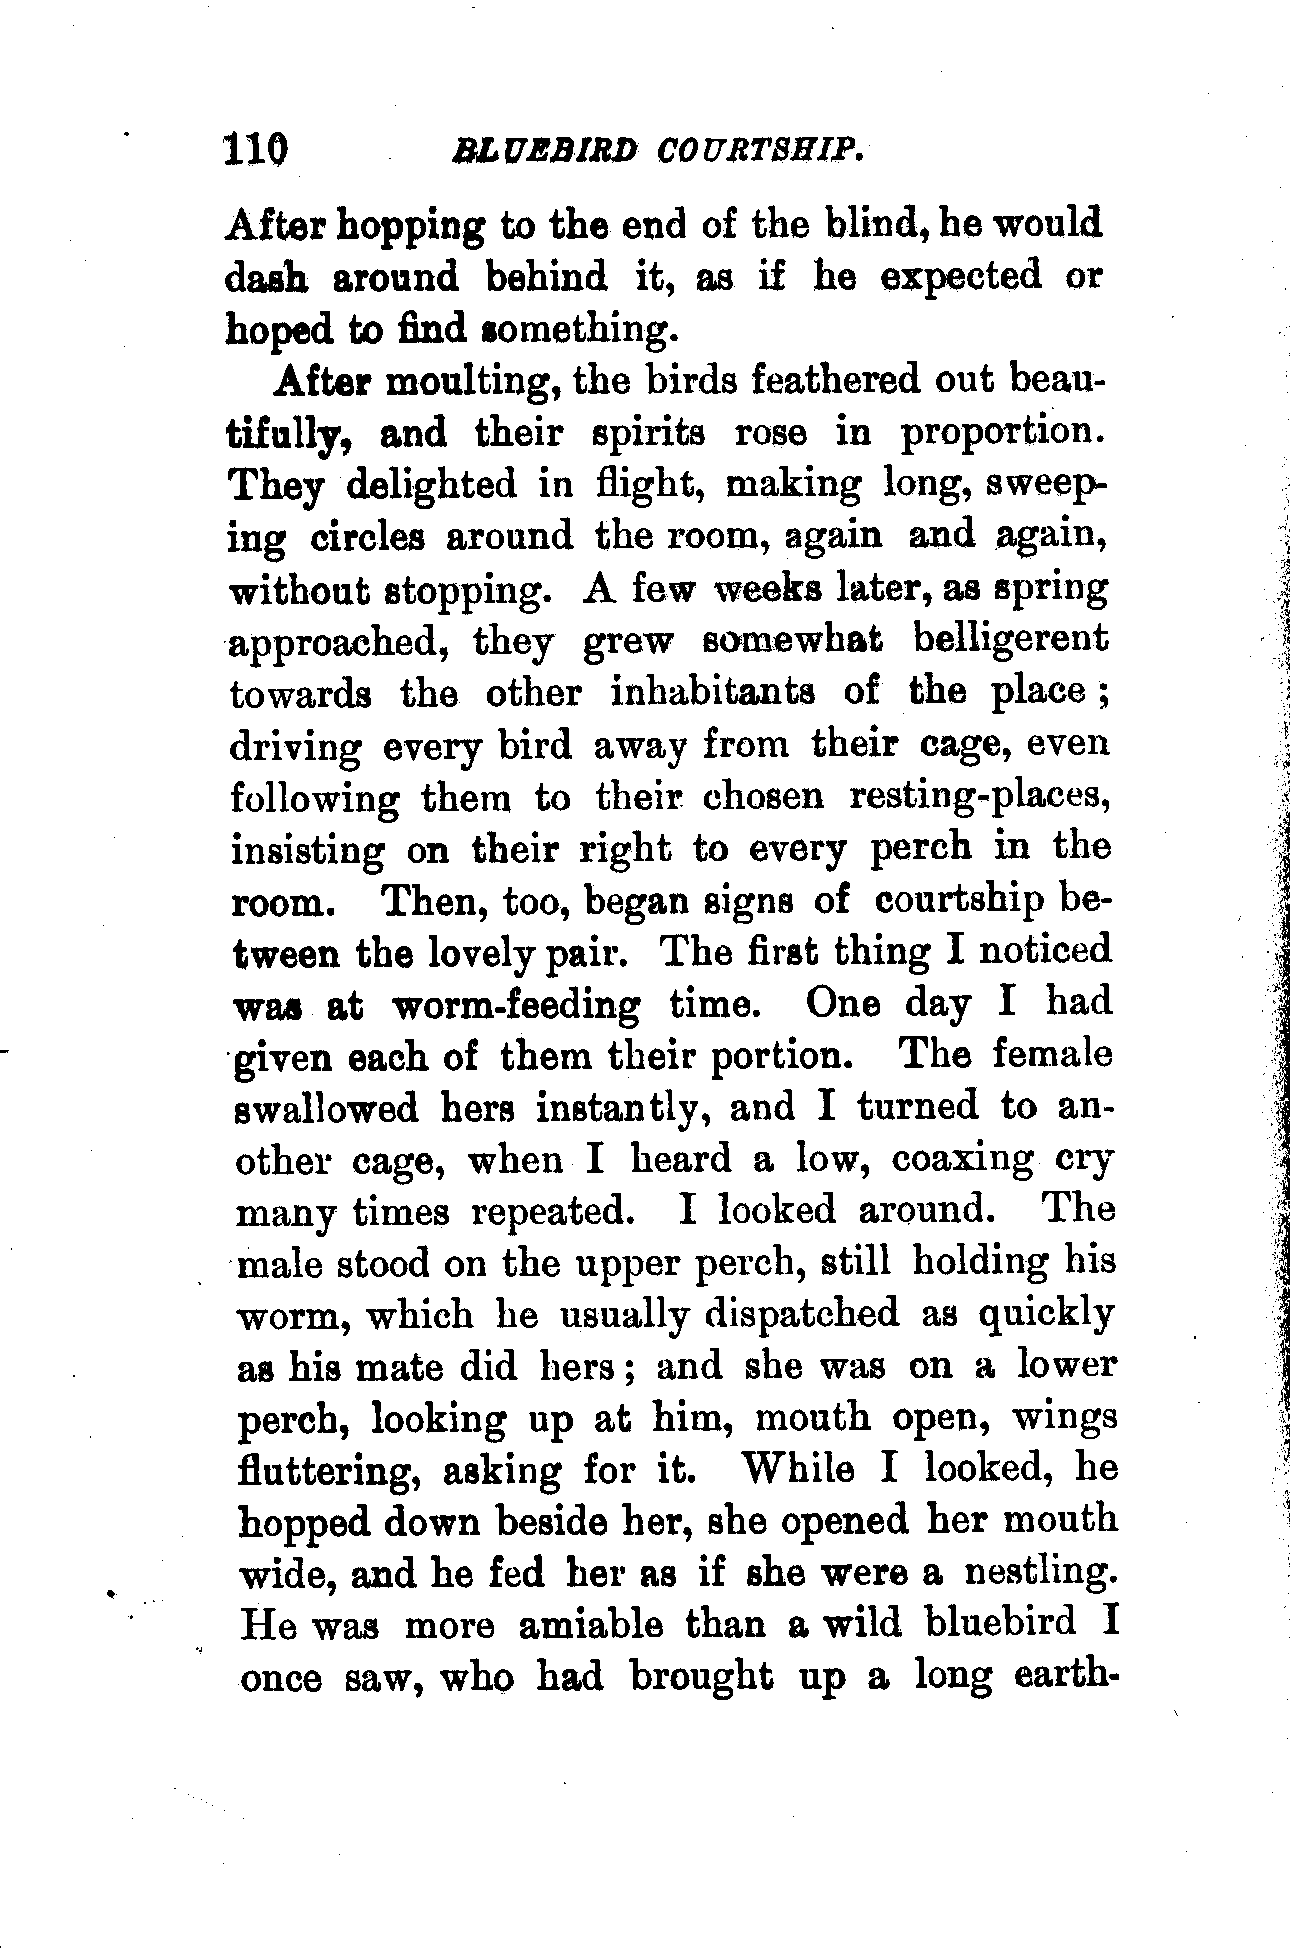 110 BLUEBIRD COURTSHIP.
After hopping to the end of the blind, he would
dash around behind it, as if he expected or
hoped to find something.
After moulting, the birds feathered out beau-
tifully, and their spirits rose in proportion.
They delighted in flight, making long, sweep-
ing circles around the room, again and again,
without stopping. A few weeks later, as spring
approached, they grew somewhat belligerent
towards the other inhabitants of the place;
driving every bird away from their cage, even
following them to their chosen resting-places,
insisting on their right to every perch in the
room. Then, too, began signs of courtship be-
tween the lovely pair. The first thing I noticed
was at worm-feeding time. One day I had
given each of them their portion. The female
swallowed hers instantly, and I turned to an-
other cage, when I heard a low, coaxing cry
many times repeated. I looked around. The
male stood on the upper perch, still holding his
worm, which he usually dispatched as quickly
as his mate did hers; and she was on a lower
perch, looking up at him, mouth open, wings
fluttering, asking for it. While I looked, he
hopped down beside her, she opened her mouth
wide, and he fed her as if she were a nestling.
He was more amiable than a wild bluebird I
once saw, who had brought up a long earth-